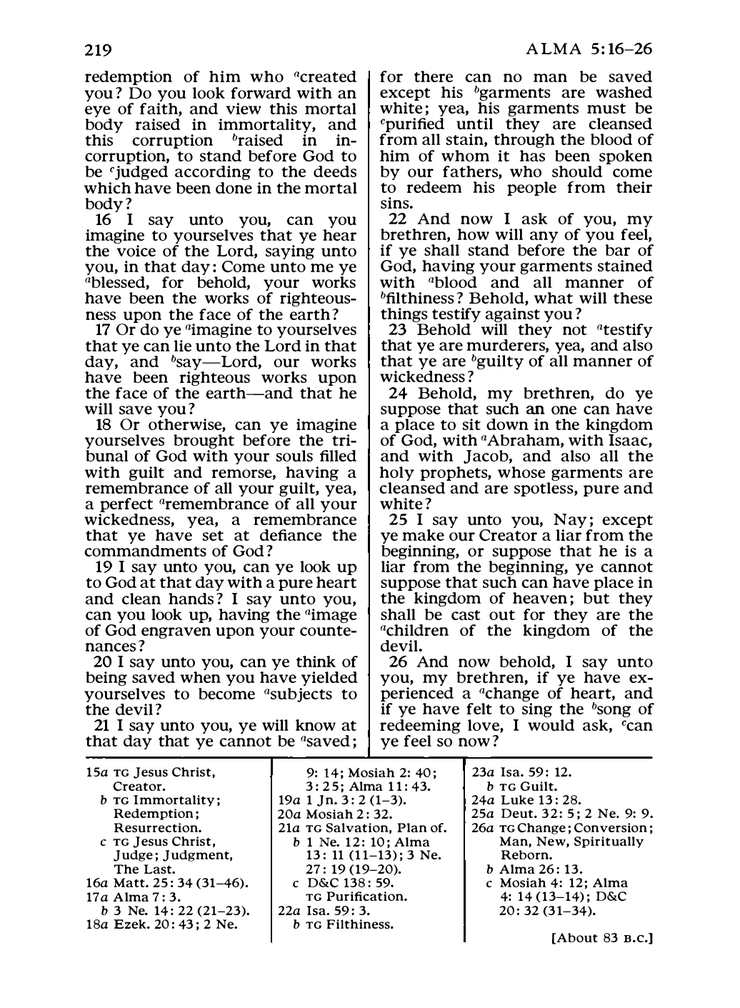 219
ALMA 5:16–26
redemption of him who ᵃcreated
you? Do you look forward with an
eye of faith, and view this mortal
body raised in immortality, and
this corruption ᵇraised in in-
corruption, to stand before God to
be ᶜjudged according to the deeds
which have been done in the mortal
body?
16 I say unto you, can you
imagine to yourselves that ye hear
the voice of the Lord, saying unto
you, in that day: Come unto me ye
ᵃblessed, for behold, your works
have been the works of righteous-
ness upon the face of the earth?
17 Or do ye ᵃimagine to yourselves
that ye can lie unto the Lord in that
day, and ᵇsay—Lord, our works
have been righteous works upon
the face of the earth—and that he
will save you?
18 Or otherwise, can ye imagine
yourselves brought before the tri-
bunal of God with your souls filled
with guilt and remorse, having a
remembrance of all your guilt, yea,
a perfect ᵃremembrance of all your
wickedness, yea, a remembrance
that ye have set at defiance the
commandments of God?
19 I say unto you, can ye look up
to God at that day with a pure heart
and clean hands? I say unto you,
can you look up, having the ᵃimage
of God engraven upon your counte-
nances?
20 I say unto you, can ye think of
being saved when you have yielded
yourselves to become ᵃsubjects to
the devil?
21 I say unto you, ye will know at
that day that ye cannot be ᵃsaved;
for there can no man be saved
except his ᵇgarments are washed
white; yea, his garments must be
ᶜpurified until they are cleansed
from all stain, through the blood of
him of whom it has been spoken
by our fathers, who should come
to redeem his people from their
sins.
22 And now I ask of you, my
brethren, how will any of you feel,
if ye shall stand before the bar of
God, having your garments stained
with ᵃblood and all manner of
ᵇfilthiness? Behold, what will these
things testify against you?
23 Behold will they not ᵃtestify
that ye are murderers, yea, and also
that ye are ᵇguilty of all manner of
wickedness?
24 Behold, my brethren, do ye
suppose that such an one can have
a place to sit down in the kingdom
of God, with ᵃAbraham, with Isaac,
and with Jacob, and also all the
holy prophets, whose garments are
cleansed and are spotless, pure and
white?
25 I say unto you, Nay; except
ye make our Creator a liar from the
beginning, or suppose that he is a
liar from the beginning, ye cannot
suppose that such can have place in
the kingdom of heaven; but they
shall be cast out for they are the
ᵃchildren of the kingdom of the
devil.
26 And now behold, I say unto
you, my brethren, if ye have ex-
perienced a ᵃchange of heart, and
if ye have felt to sing the ᵇsong of
redeeming love, I would ask, ᶜcan
ye feel so now?
15a TG Jesus Christ,
Creator.
b TG Immortality;
Redemption;
Resurrection.
c TG Jesus Christ,
Judge; Judgment,
The Last.
16a Matt. 25: 34 (31–46).
17a Alma 7: 3.
b 3 Ne. 14: 22 (21–23).
18a Ezek. 20: 43; 2 Ne.
9: 14; Mosiah 2: 40;
3: 25; Alma 11: 43.
19a 1 Jn. 3: 2 (1–3).
20a Mosiah 2: 32.
21a TG Salvation, Plan of.
b 1 Ne. 12: 10; Alma
13: 11 (11–13); 3 Ne.
27: 19 (19–20).
c D&C 138: 59.
TG Purification.
22a Isa. 59: 3.
b TG Filthiness.
23a Isa. 59: 12.
b TG Guilt.
24a Luke 13: 28.
25a Deut. 32: 5; 2 Ne. 9: 9.
26a TG Change; Conversion;
Man, New, Spiritually
Reborn.
b Alma 26: 13.
c Mosiah 4: 12; Alma
4: 14 (13–14); D&C
20: 32 (31–34).
[About 83 B.C.]